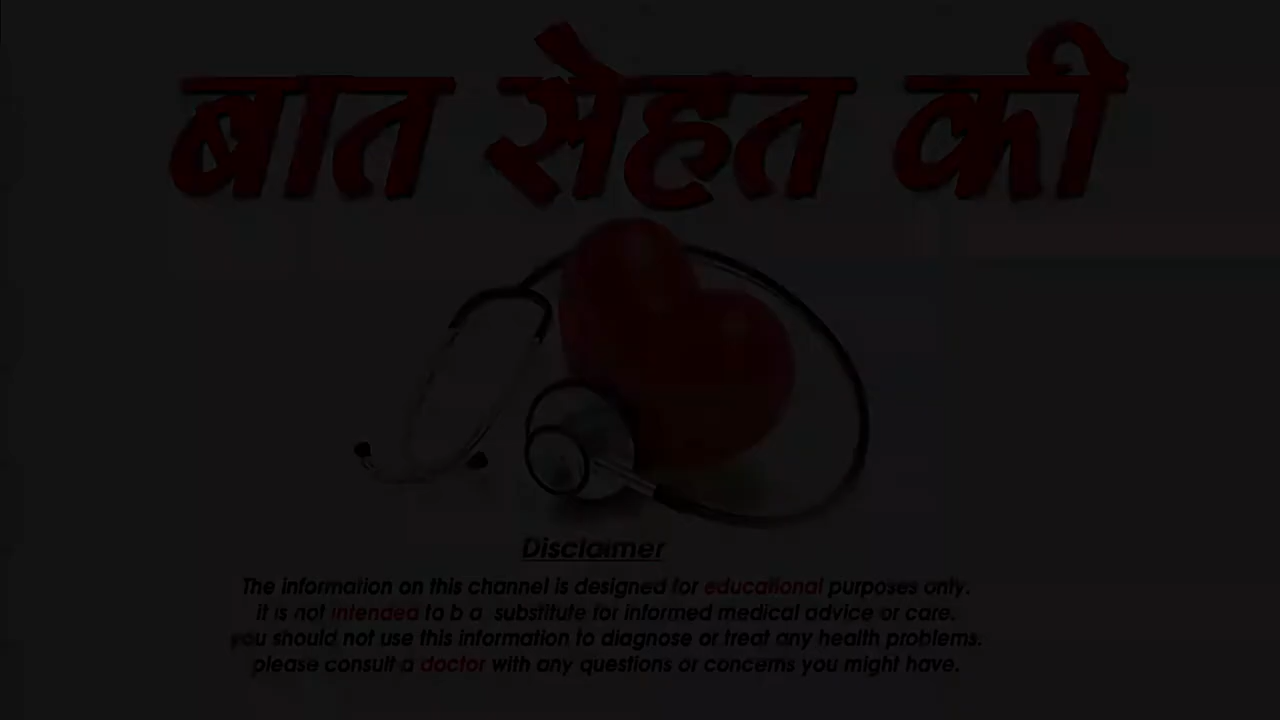 बात सेहत की
Disclaimer
The information on this channel is designed for educational purposes only.
it is not intended to b a substitute for informed medical advice or care.
you should not use this information to diagnose or treat any health problems.
please consult a doctor with any questions or concerns you might have.